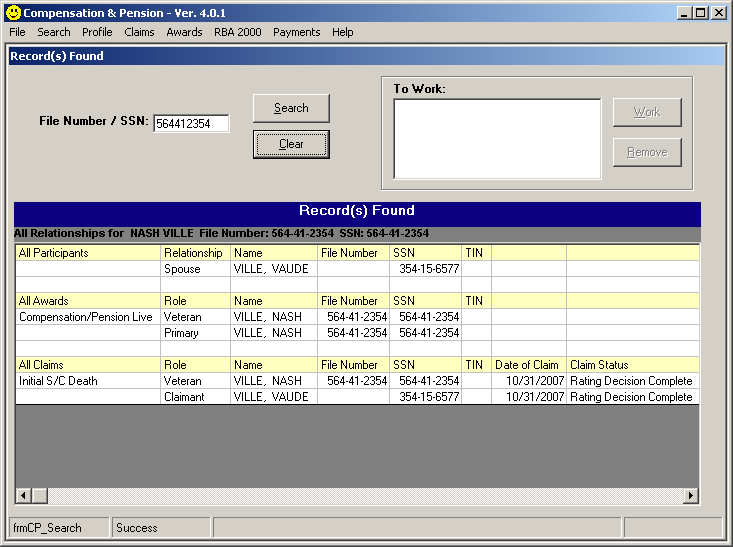 Compensation & Pension - Ver. 4.0.1
File Search Profile Claims Awards RBA 2000 Payments Help
Record(s) Found
To Work:
File Number / SSN: 564412354 Search Work
Clear Remove
Record(s) Found
All Relationships for NASH VILLE File Number: 564-41-2354 SSN: 564-41-2354
All Participants Relationship Name File Number SSN TIN
Spouse VILLE, VAUDE 354-15-6577
All Awards Role Name File Number SSN TIN
Compensation/Pension Live Veteran VILLE, NASH 564-41-2354 564-41-2354
Primary VILLE, NASH 564-41-2354 564-41-2354
All Claims Role Name File Number SSN TIN Date of Claim Claim Status
Initial S/C Death Veteran VILLE, NASH 564-41-2354 564-41-2354 10/31/2007 Rating Decision Complete
Claimant VILLE, VAUDE 354-15-6577 10/31/2007 Rating Decision Complete
frmCP_Search Success